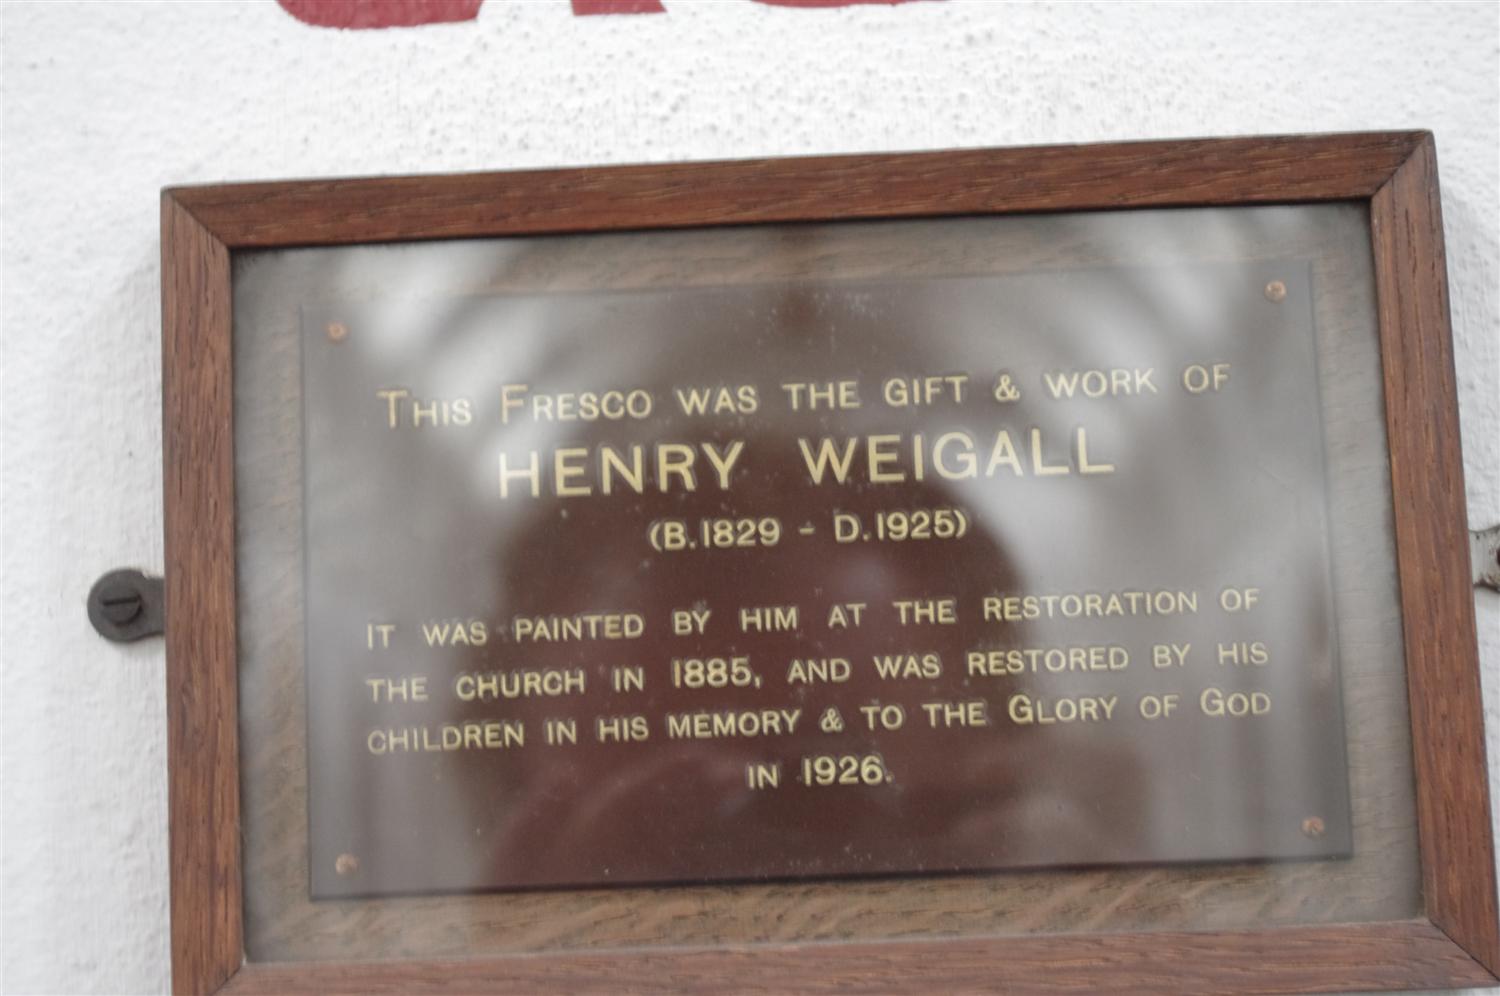 THIS FRESCO WAS THE GIFT & WORK OF
HENRY WEIGALL
(B.1829 - D.1925)
IT WAS PAINTED BY HIM AT THE RESTORATION OF
THE CHURCH IN 1885, AND WAS RESTORED BY HIS
CHILDREN IN HIS MEMORY & TO THE GLORY OF GOD
IN 1926.